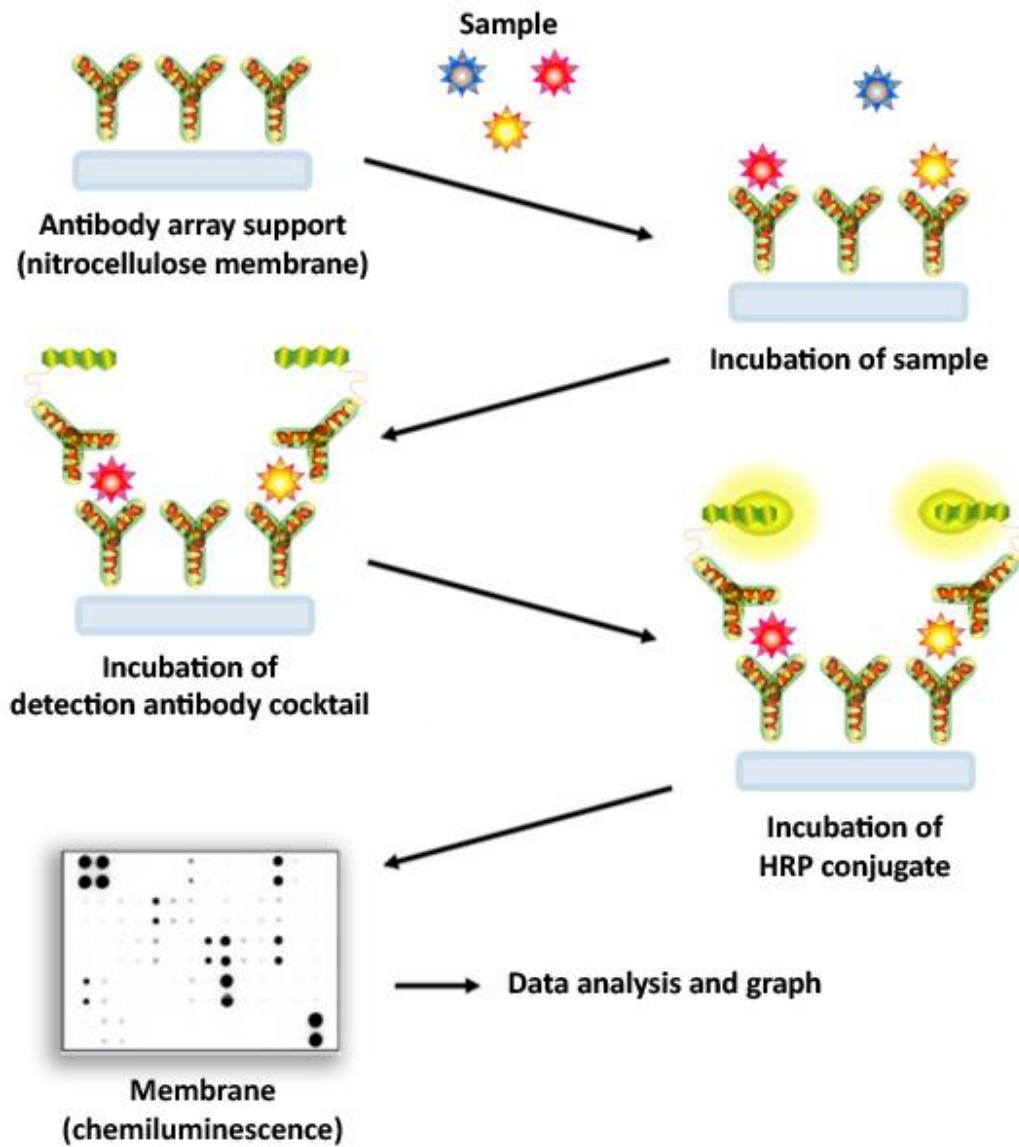 Sample
Antibody array support
(nitrocellulose membrane)
Incubation of sample
Incubation of
detection antibody cocktail
Incubation of
HRP conjugate
Data analysis and graph
Membrane
(chemiluminescence)